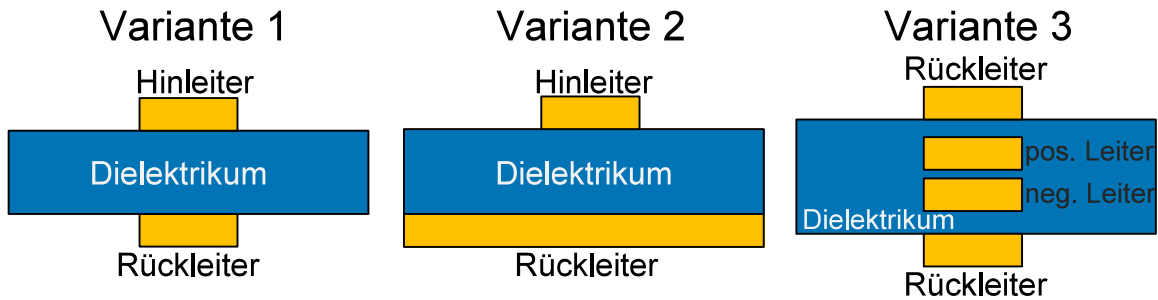 Variante 1
Hinleiter
Dielektrikum
Rückleiter
Variante 2
Hinleiter
Dielektrikum
Rückleiter
Variante 3
Rückleiter
pos. Leiter
neg. Leiter
Dielektrikum
Rückleiter